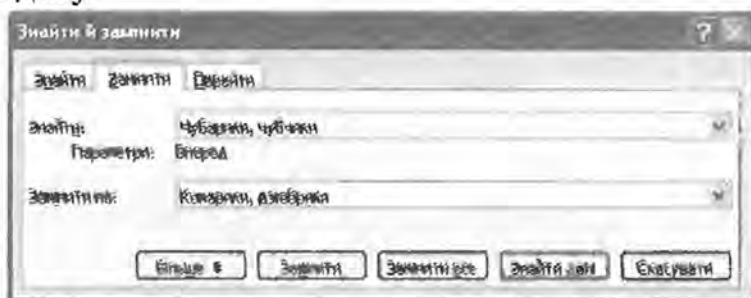 Знайти й замінити
Знайти Замінити Перейти
Знайти: Чубарики, чубчики
Параметри: Вперед
Замінити на: Комарики, дзюбрики
Більше Замінити Замінити все Знайти далі Скасувати